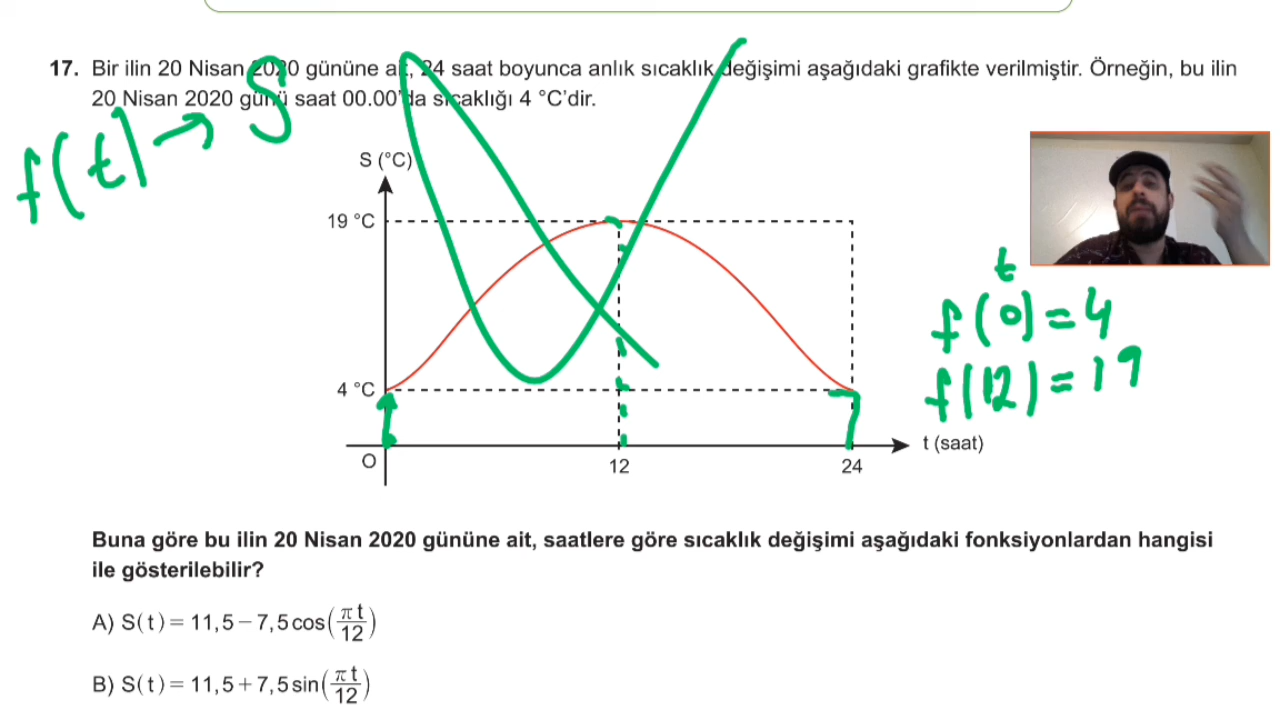 17. Bir ilin 20 Nisan 2020 gününe ait, 24 saat boyunca anlık sıcaklık değişimi aşağıdaki grafikte verilmiştir. Örneğin, bu ilin
20 Nisan 2020 günü saat 00.00'da sıcaklığı 4 °C'dir.
f(t) → S
S (°C)
19 °C
4 °C
O
12
24
t (saat)
t
f(0) = 4
f(12) = 19
Buna göre bu ilin 20 Nisan 2020 gününe ait, saatlere göre sıcaklık değişimi aşağıdaki fonksiyonlardan hangisi
ile gösterilebilir?
A) S(t) = 11,5 − 7,5 cos(πt/12)
B) S(t) = 11,5 + 7,5 sin(πt/12)